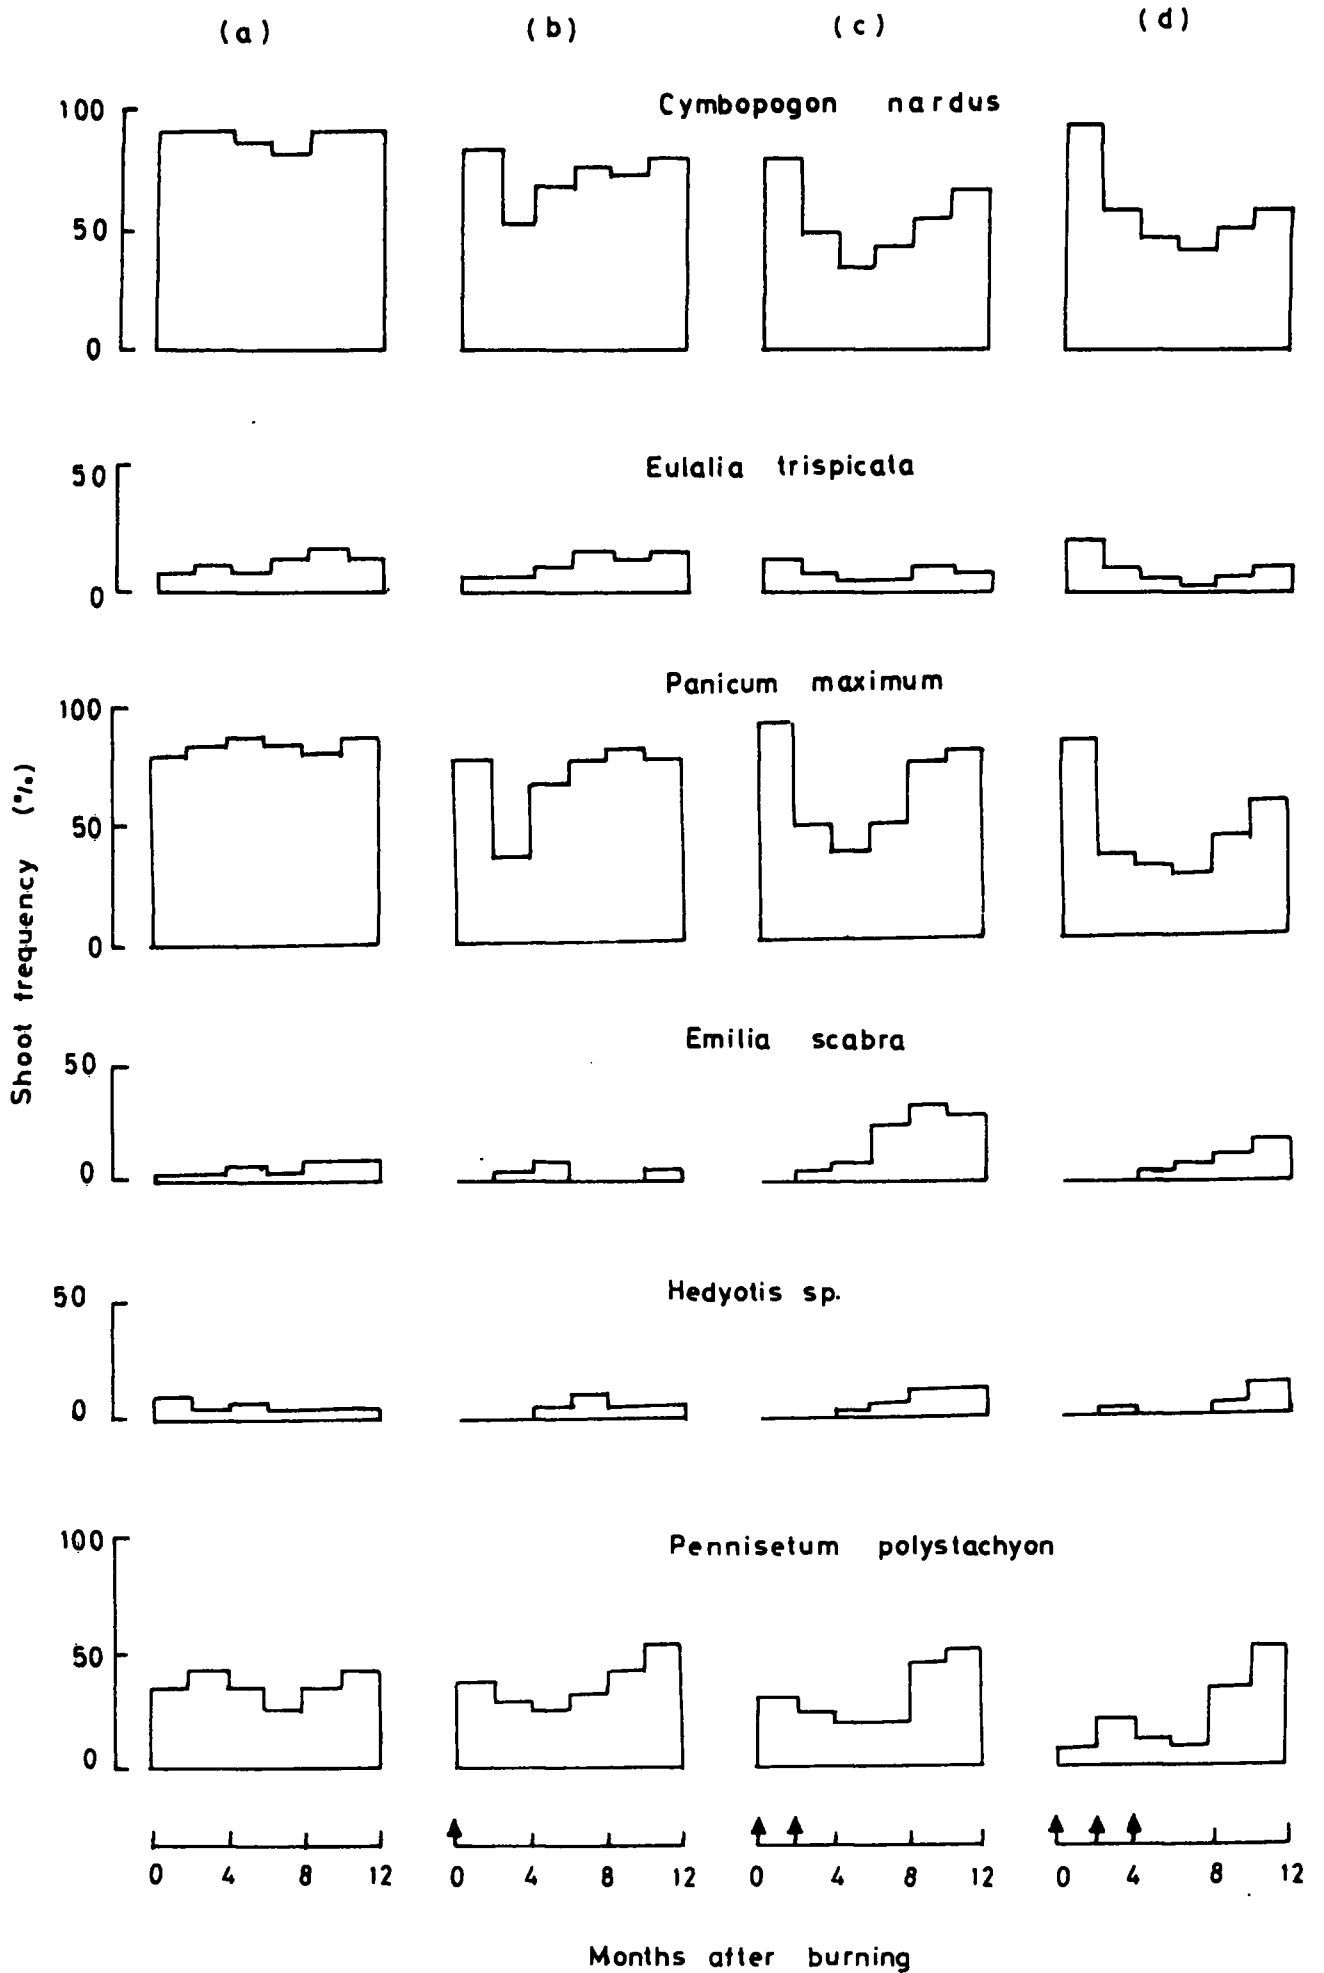 (a) (b) (c) (d)
Cymbopogon nardus
100
50
0
Eulalia trispicata
50
0
Panicum maximum
100
50
0
Shoot frequency (%)
Emilia scabra
50
0
Hedyotis sp.
50
0
Pennisetum polystachyon
100
50
0
0 4 8 12 0 4 8 12 0 4 8 12 0 4 8 12
Months after burning